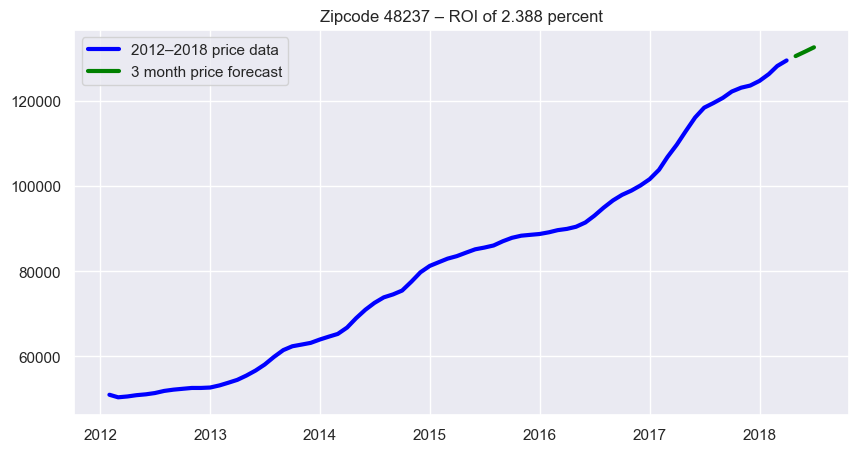 Zipcode 48237 – ROI of 2.388 percent
2012–2018 price data
3 month price forecast
120000
100000
80000
60000
2012 2013 2014 2015 2016 2017 2018